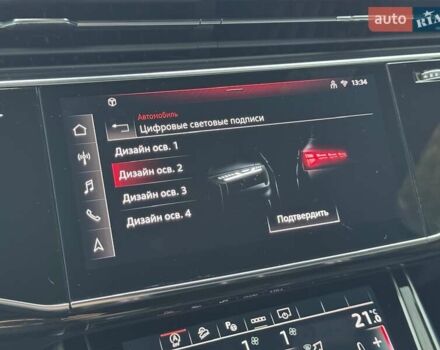 auto RIA
13:34
Автомобиль
Цифровые световые подписи
Дизайн осв. 1
Дизайн осв. 2
Дизайн осв. 3
Дизайн осв. 4
Подтвердить
21.0